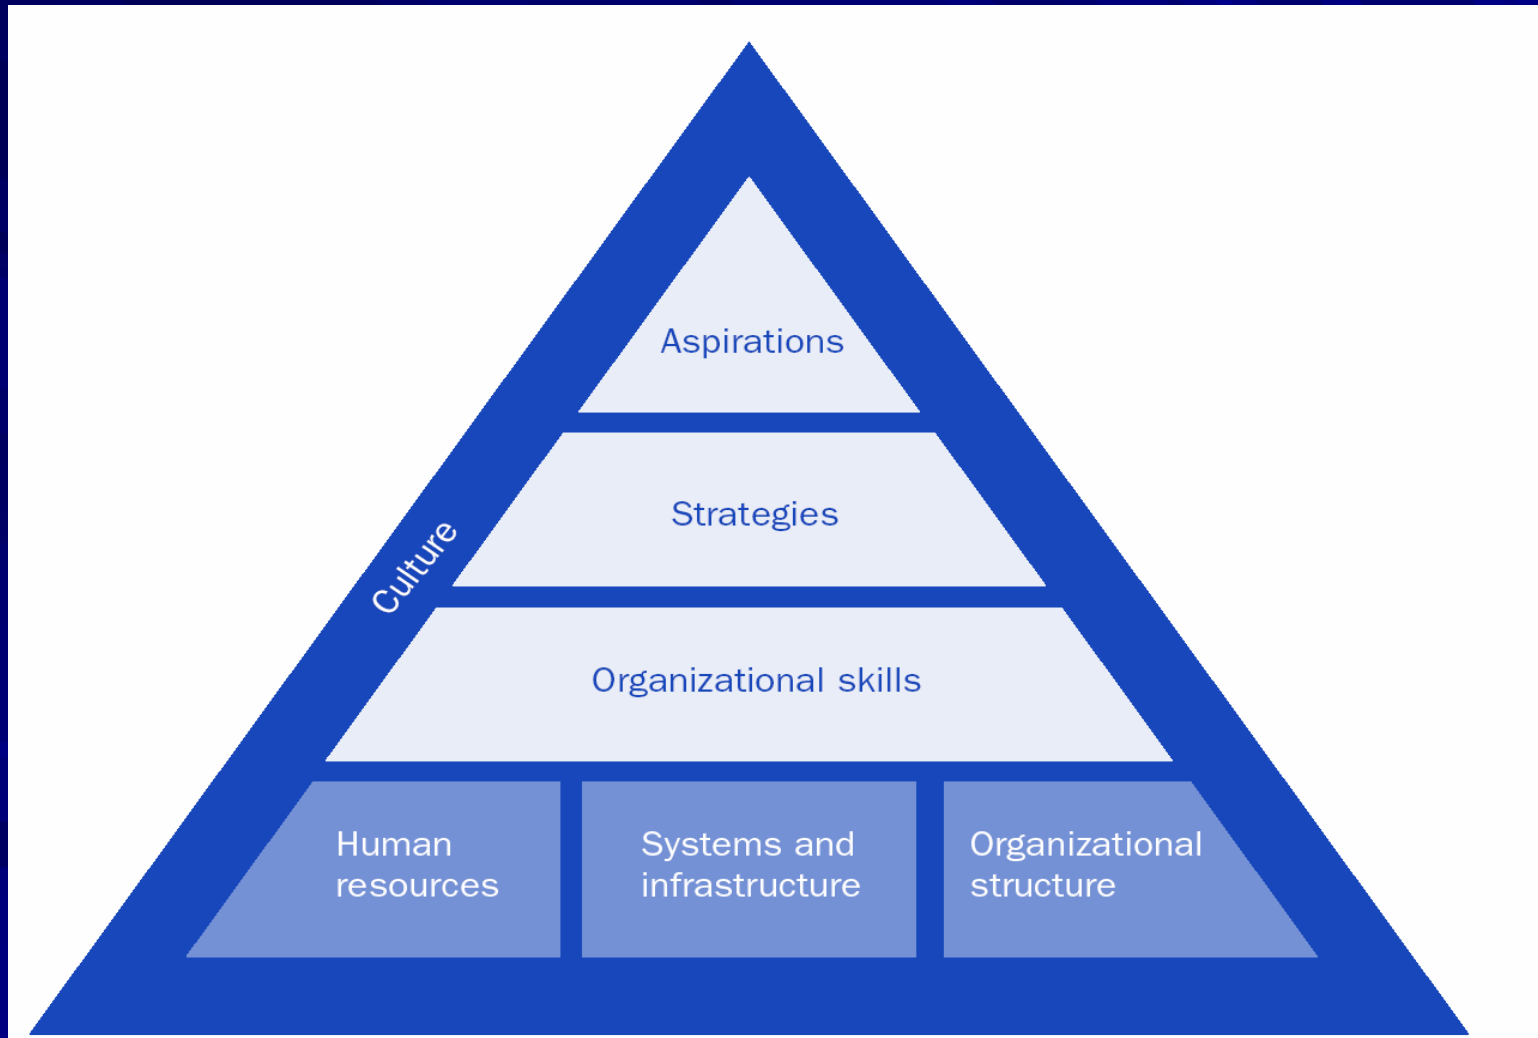 Aspirations
Strategies
Culture
Organizational skills
Human
resources
Systems and
infrastructure
Organizational
structure